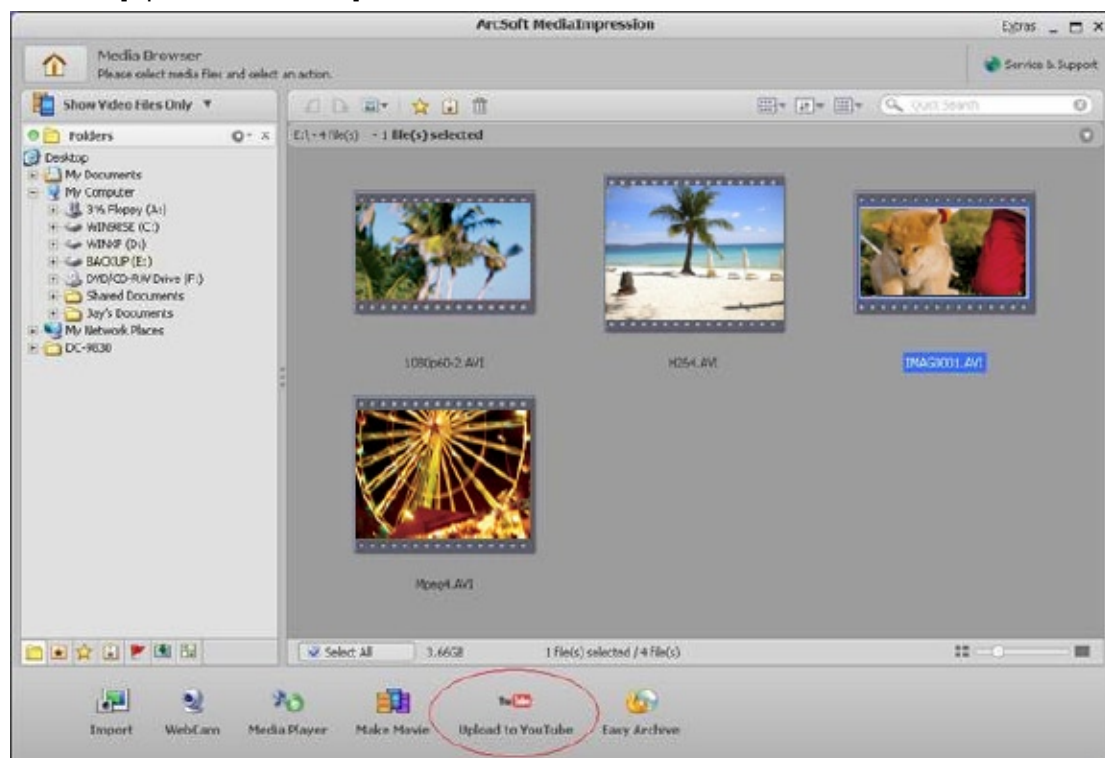 ArcSoft MediaImpression
Extras
Media Browser
Please select media files and select an action.
Service & Support
Show Video Files Only
Quick Search
Folders
E:\ - 4 file(s) - 1 file(s) selected
Desktop
My Documents
My Computer
3½ Floppy (A:)
(C:)
(D:)
BACKUP (E:)
DVD/CD-RW Drive (F:)
Shared Documents
Jay's Documents
My Network Places
DC-9830
1080p60-2.AVI
H264.AVI
IMAG0001.AVI
Mpeg4.AVI
Select All
3.66GB
1 File(s) selected / 4 File(s)
Import
WebCam
Media Player
Make Movie
Upload to YouTube
Easy Archive